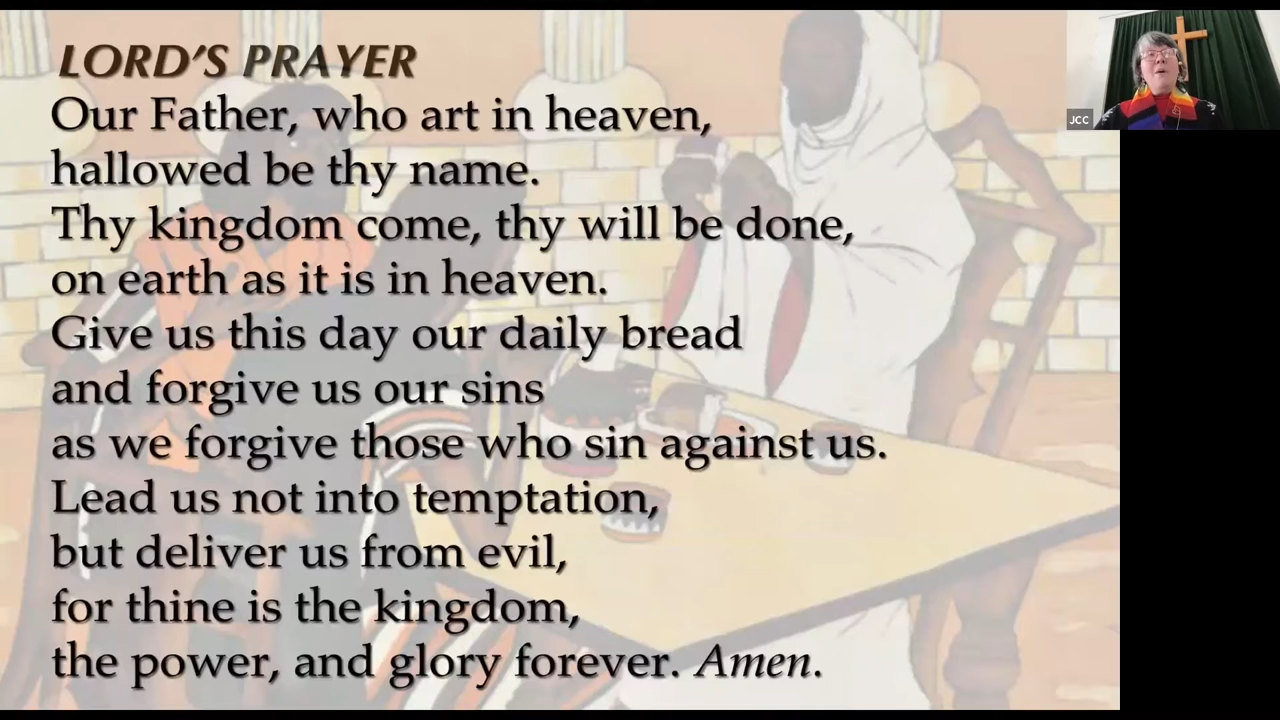 LORD'S PRAYER
Our Father, who art in heaven,
hallowed be thy name.
Thy kingdom come, thy will be done,
on earth as it is in heaven.
Give us this day our daily bread
and forgive us our sins
as we forgive those who sin against us.
Lead us not into temptation,
but deliver us from evil,
for thine is the kingdom,
the power, and glory forever. Amen.
JCC